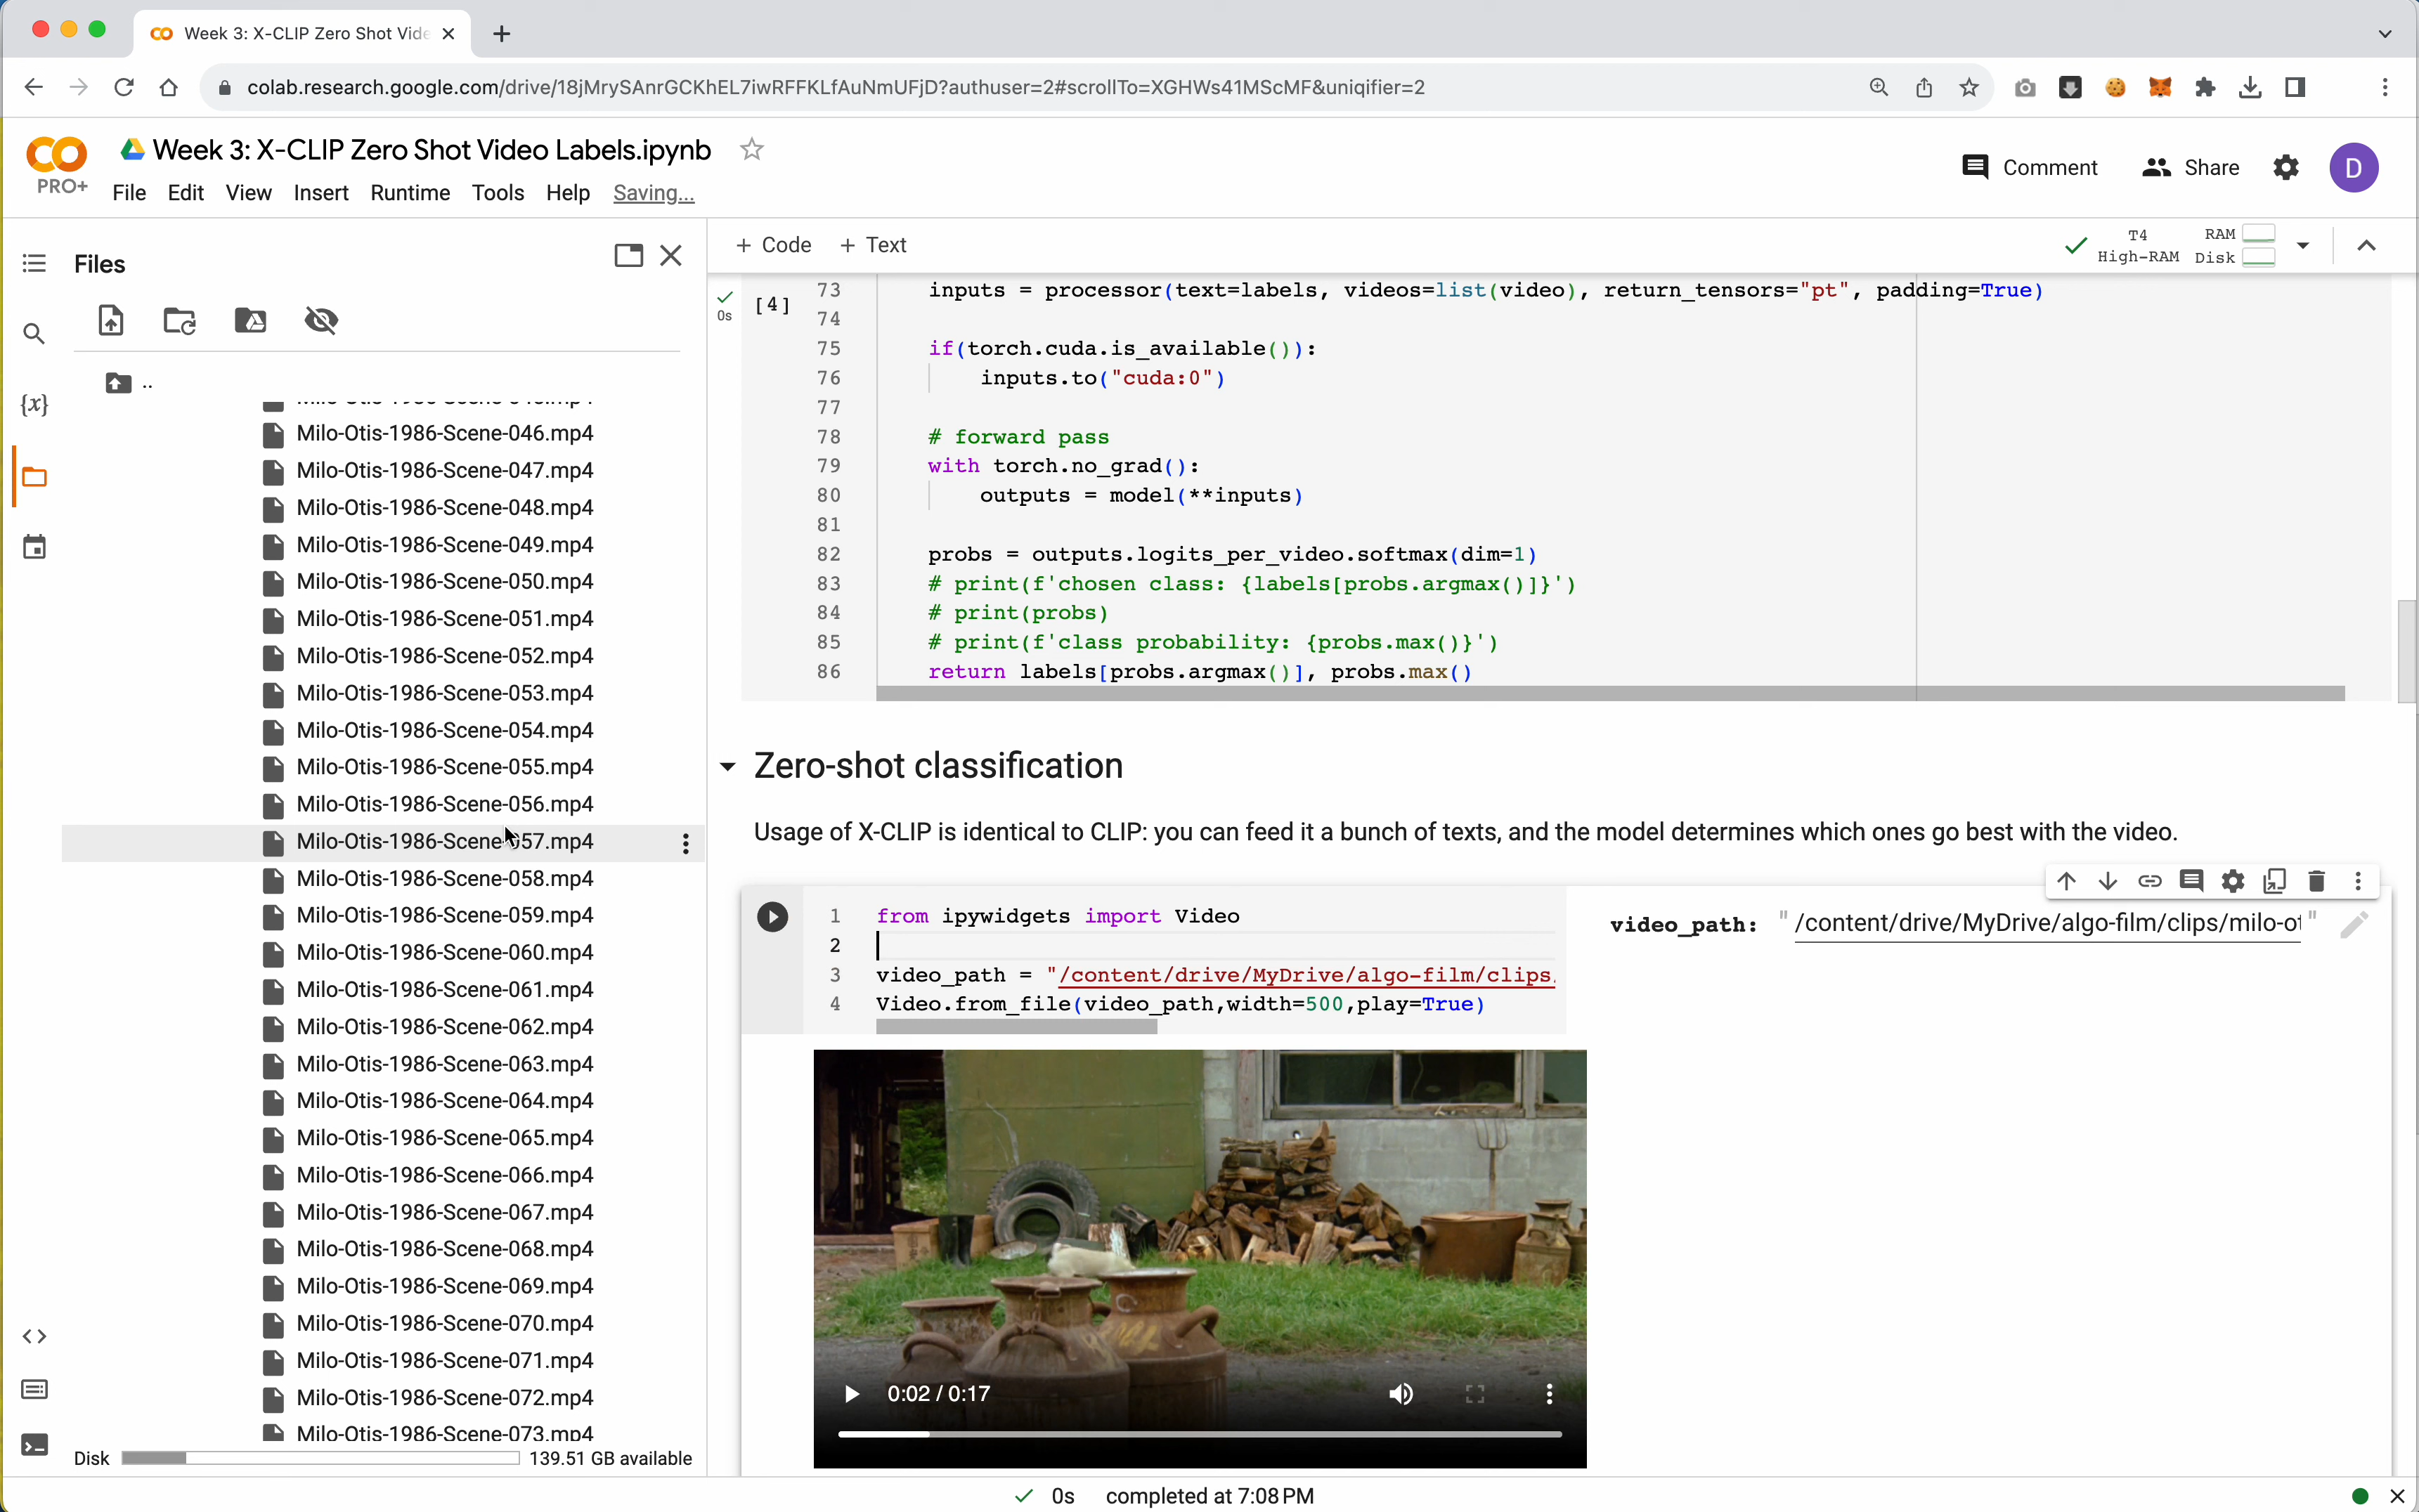 Week 3: X-CLIP Zero Shot Vide
colab.research.google.com/drive/18jMrySAnrGCKhEL7iwRFFKLfAuNmUFjD?authuser=2#scrollTo=XGHWs41MScMF&uniqifier=2
PRO+
Week 3: X-CLIP Zero Shot Video Labels.ipynb
File Edit View Insert Runtime Tools Help Saving...
Comment Share D
Files
+ Code + Text
T4 High-RAM RAM Disk
..
Milo-Otis-1986-Scene-046.mp4
Milo-Otis-1986-Scene-047.mp4
Milo-Otis-1986-Scene-048.mp4
Milo-Otis-1986-Scene-049.mp4
Milo-Otis-1986-Scene-050.mp4
Milo-Otis-1986-Scene-051.mp4
Milo-Otis-1986-Scene-052.mp4
Milo-Otis-1986-Scene-053.mp4
Milo-Otis-1986-Scene-054.mp4
Milo-Otis-1986-Scene-055.mp4
Milo-Otis-1986-Scene-056.mp4
Milo-Otis-1986-Scene-057.mp4
Milo-Otis-1986-Scene-058.mp4
Milo-Otis-1986-Scene-059.mp4
Milo-Otis-1986-Scene-060.mp4
Milo-Otis-1986-Scene-061.mp4
Milo-Otis-1986-Scene-062.mp4
Milo-Otis-1986-Scene-063.mp4
Milo-Otis-1986-Scene-064.mp4
Milo-Otis-1986-Scene-065.mp4
Milo-Otis-1986-Scene-066.mp4
Milo-Otis-1986-Scene-067.mp4
Milo-Otis-1986-Scene-068.mp4
Milo-Otis-1986-Scene-069.mp4
Milo-Otis-1986-Scene-070.mp4
Milo-Otis-1986-Scene-071.mp4
Milo-Otis-1986-Scene-072.mp4
Milo-Otis-1986-Scene-073.mp4
Disk 139.51 GB available
0s [4]
73 inputs = processor(text=labels, videos=list(video), return_tensors="pt", padding=True)
74
75 if(torch.cuda.is_available()):
76 inputs.to("cuda:0")
77
78 # forward pass
79 with torch.no_grad():
80 outputs = model(**inputs)
81
82 probs = outputs.logits_per_video.softmax(dim=1)
83 # print(f'chosen class: {labels[probs.argmax()]}')
84 # print(probs)
85 # print(f'class probability: {probs.max()}')
86 return labels[probs.argmax()], probs.max()
Zero-shot classification
Usage of X-CLIP is identical to CLIP: you can feed it a bunch of texts, and the model determines which ones go best with the video.
1 from ipywidgets import Video
2
3 video_path = "/content/drive/MyDrive/algo-film/clips
4 Video.from_file(video_path,width=500,play=True)
video_path: "/content/drive/MyDrive/algo-film/clips/milo-ot"
0:02 / 0:17
0s completed at 7:08 PM